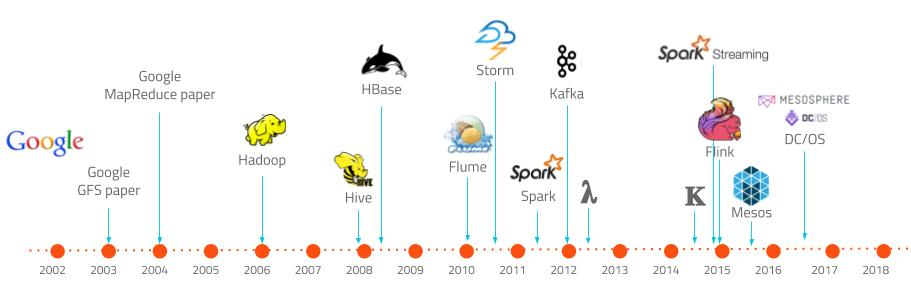 Google
Google
GFS paper
Google
MapReduce paper
Hadoop
HIVE
Hive
HBase
Flume
Storm
Spark
Spark
Kafka
λ
K
Spark Streaming
Flink
Mesos
MESOSPHERE
DC/OS
DC/OS
2002 2003 2004 2005 2006 2007 2008 2009 2010 2011 2012 2013 2014 2015 2016 2017 2018